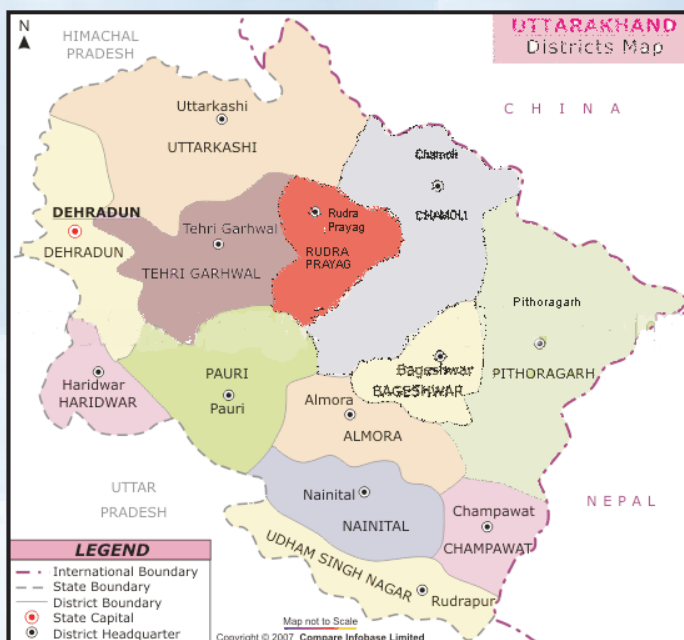 N
HIMACHAL
PRADESH
UTTARAKHAND
Districts Map
CHINA
Uttarkashi
UTTARKASHI
Chamoli
CHAMOLI
Rudra
Prayag
RUDRA
PRAYAG
DEHRADUN
DEHRADUN
Tehri Garhwal
TEHRI GARHWAL
Pithoragarh
PITHORAGARH
Haridwar
HARIDWAR
PAURI
Pauri
Bageshwar
BAGESHWAR
Almora
ALMORA
UTTAR
PRADESH
Nainital
NAINITAL
Champawat
CHAMPAWAT
NEPAL
UDHAM SINGH NAGAR
Rudrapur
LEGEND
International Boundary
State Boundary
District Boundary
State Capital
District Headquarter
Map not to Scale
Copyright © 2007 Compare Infobase Limited